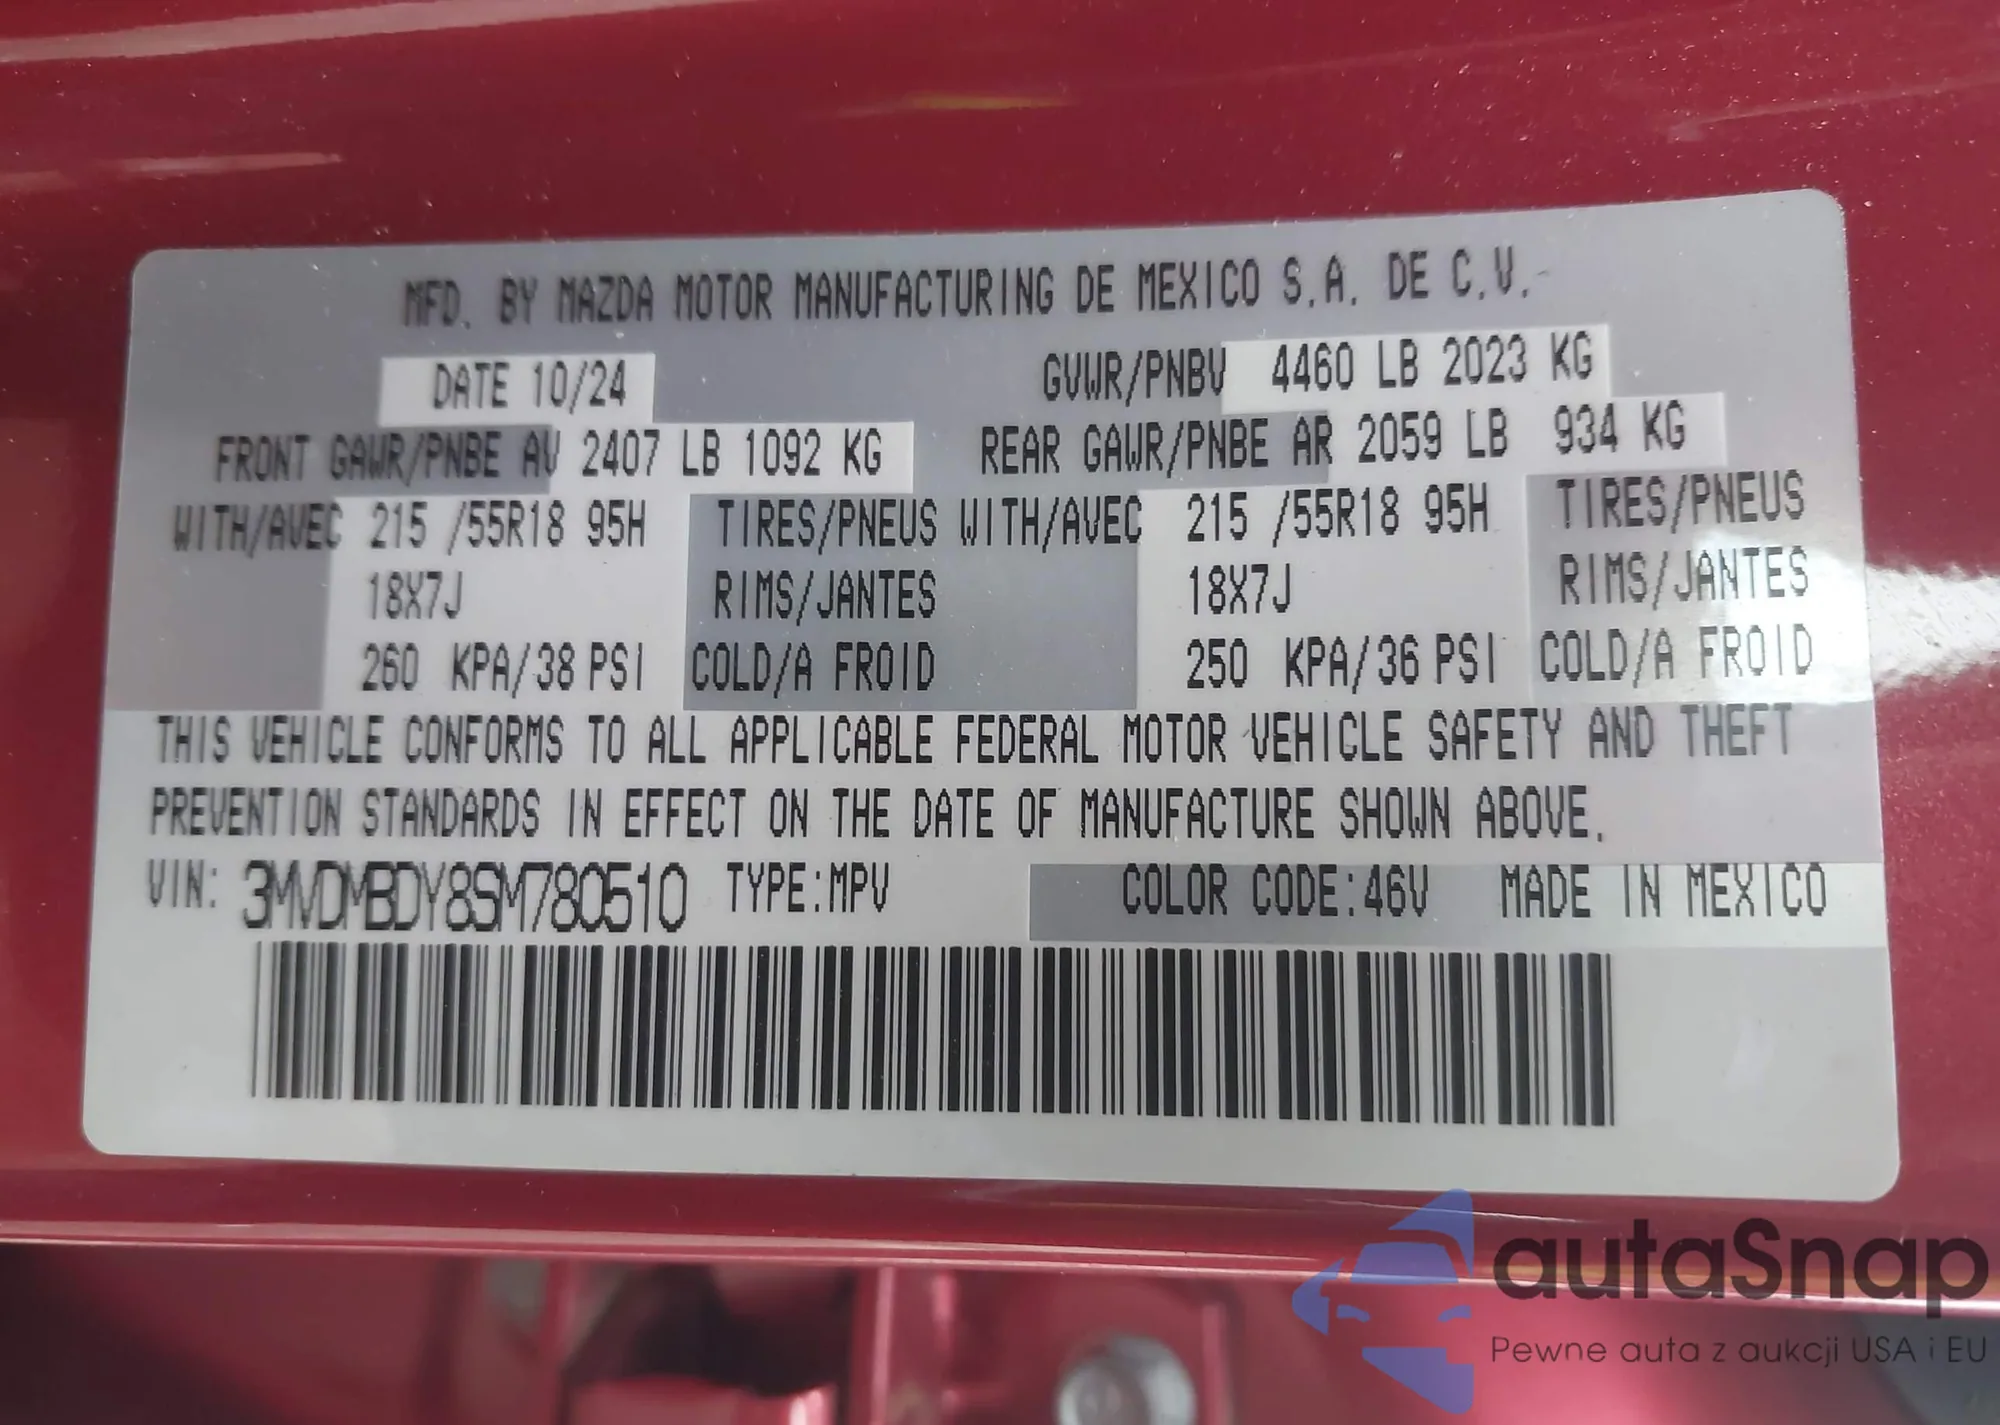 MFD. BY MAZDA MOTOR MANUFACTURING DE MEXICO S.A. DE C.V.
DATE 10/24 GVWR/PNBV 4460 LB 2023 KG
FRONT GAWR/PNBE AV 2407 LB 1092 KG REAR GAWR/PNBE AR 2059 LB 934 KG
WITH/AVEC 215 /55R18 95H TIRES/PNEUS WITH/AVEC 215 /55R18 95H TIRES/PNEUS
18X7J RIMS/JANTES 18X7J RIMS/JANTES
260 KPA/38 PSI COLD/A FROID 250 KPA/36 PSI COLD/A FROID
THIS VEHICLE CONFORMS TO ALL APPLICABLE FEDERAL MOTOR VEHICLE SAFETY AND THEFT
PREVENTION STANDARDS IN EFFECT ON THE DATE OF MANUFACTURE SHOWN ABOVE.
VIN: 3MVDMBDY8SM780510 TYPE:MPV COLOR CODE:46V MADE IN MEXICO
autaSnap
Pewne auta z aukcji USA i EU